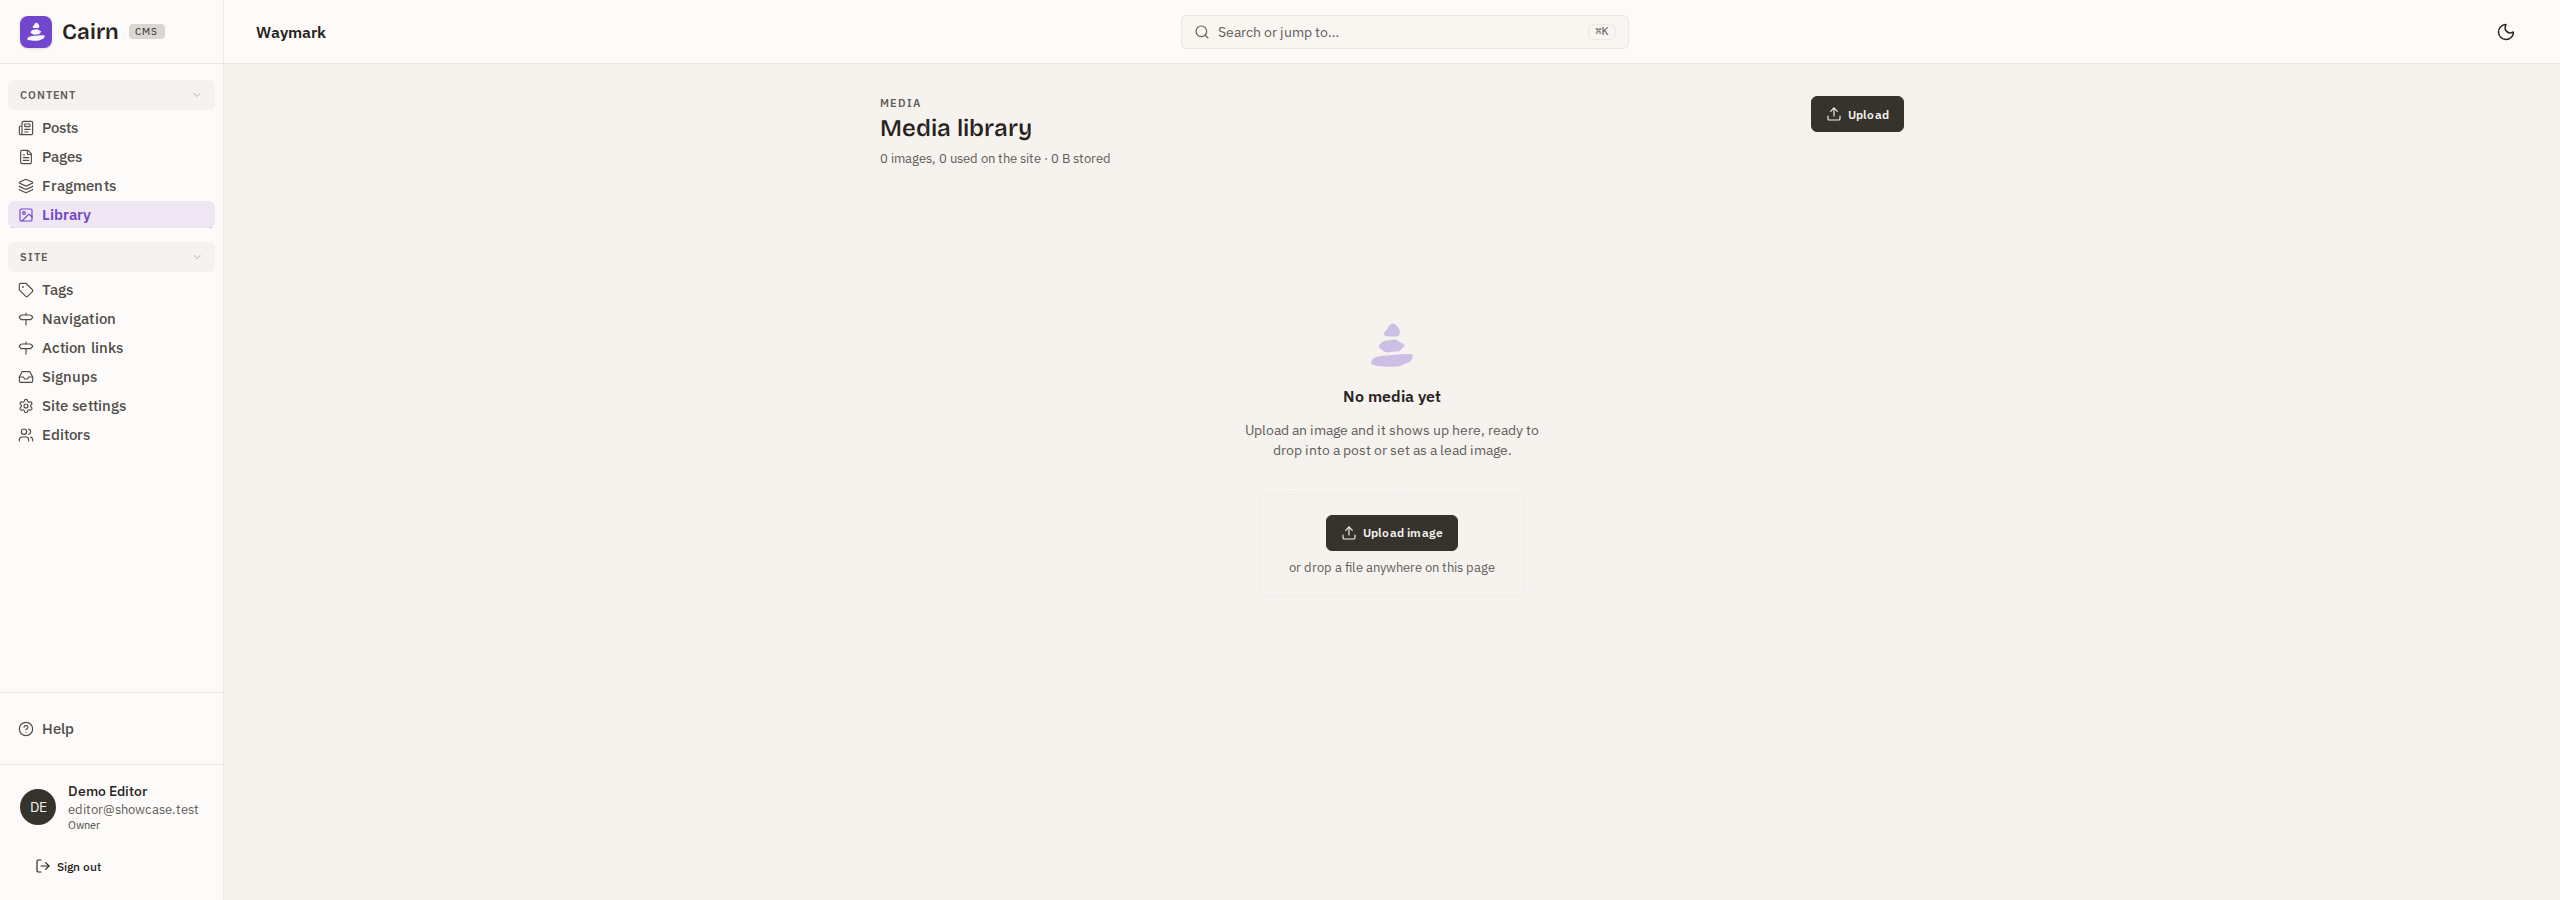 Cairn CMS
Waymark
Search or jump to...
⌘K
CONTENT
Posts
Pages
Fragments
Library
SITE
Tags
Navigation
Action links
Signups
Site settings
Editors
Help
DE
Demo Editor
editor@showcase.test
Owner
Sign out
MEDIA
Media library
0 images, 0 used on the site · 0 B stored
Upload
No media yet
Upload an image and it shows up here, ready to
drop into a post or set as a lead image.
Upload image
or drop a file anywhere on this page